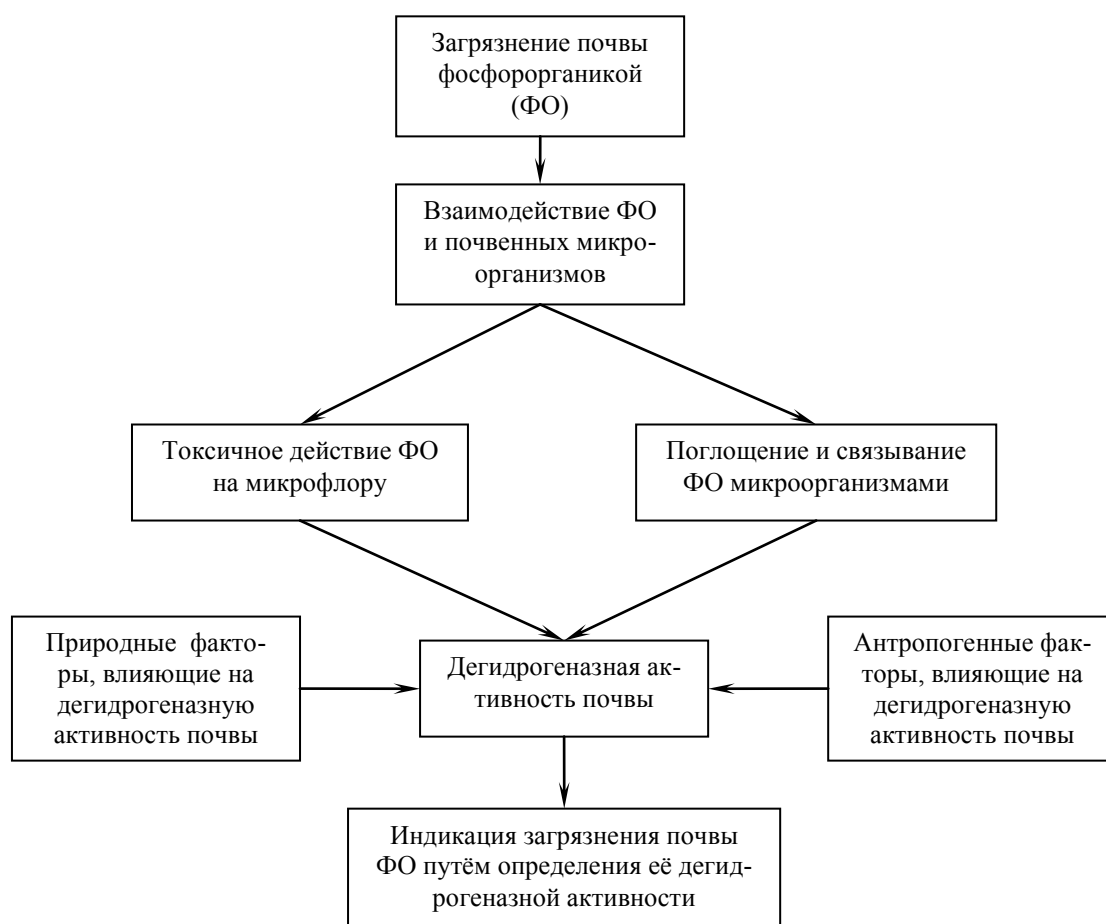 Загрязнение почвы
фосфорорганикой
(ФО)
Взаимодействие ФО
и почвенных микро-
организмов
Токсичное действие ФО
на микрофлору
Поглощение и связывание
ФО микроорганизмами
Природные факто-
ры, влияющие на
дегидрогеназную
активность почвы
Дегидрогеназная ак-
тивность почвы
Антропогенные фак-
торы, влияющие на
дегидрогеназную
активность почвы
Индикация загрязнения почвы
ФО путём определения её дегид-
рогеназной активности